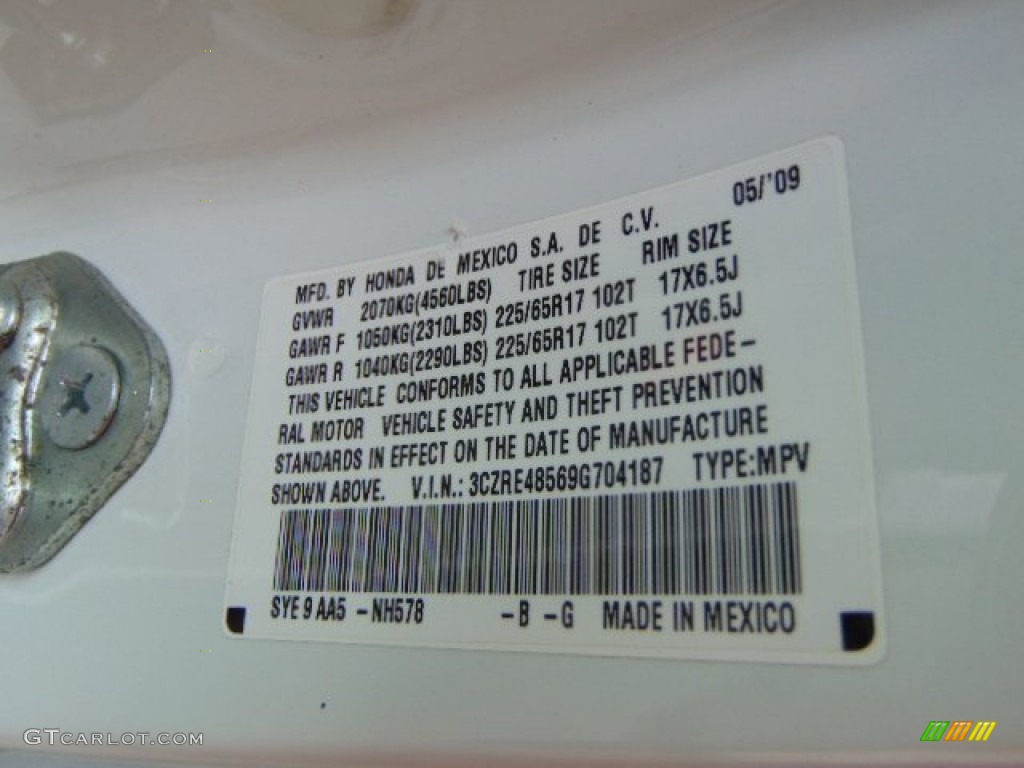 05/'09
MFD. BY HONDA DE MEXICO S.A. DE C.V.
GVWR 2070KG(4560LBS) TIRE SIZE RIM SIZE
GAWR F 1050KG(2310LBS) 225/65R17 102T 17X6.5J
GAWR R 1040KG(2290LBS) 225/65R17 102T 17X6.5J
THIS VEHICLE CONFORMS TO ALL APPLICABLE FEDE-
RAL MOTOR VEHICLE SAFETY AND THEFT PREVENTION
STANDARDS IN EFFECT ON THE DATE OF MANUFACTURE
SHOWN ABOVE. V.I.N.: 3CZRE48569G704187 TYPE:MPV
SYE 9 AA5 -NH578 -B -G MADE IN MEXICO
GTCARLOT.COM